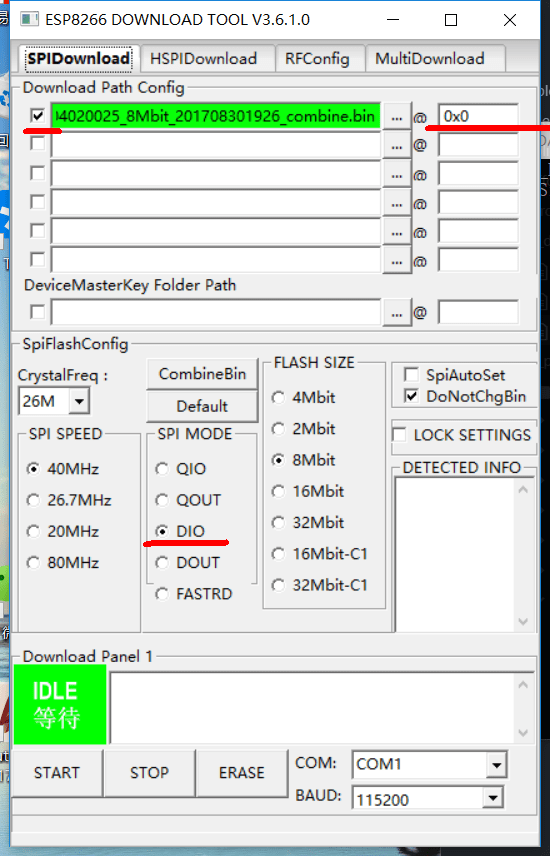 ESP8266 DOWNLOAD TOOL V3.6.1.0
SPIDownload HSPIDownload RFConfig MultiDownload
Download Path Config
04020025_8Mbit_201708301926_combine.bin ... @ 0x0
... @
... @
... @
... @
... @
DeviceMasterKey Folder Path
... @
SpiFlashConfig
CrystalFreq :
26M
CombineBin
Default
SPI SPEED
40MHz
26.7MHz
20MHz
80MHz
SPI MODE
QIO
QOUT
DIO
DOUT
FASTRD
FLASH SIZE
4Mbit
2Mbit
8Mbit
16Mbit
32Mbit
16Mbit-C1
32Mbit-C1
SpiAutoSet
DoNotChgBin
LOCK SETTINGS
DETECTED INFO
Download Panel 1
IDLE
等待
START STOP ERASE
COM: COM1
BAUD: 115200